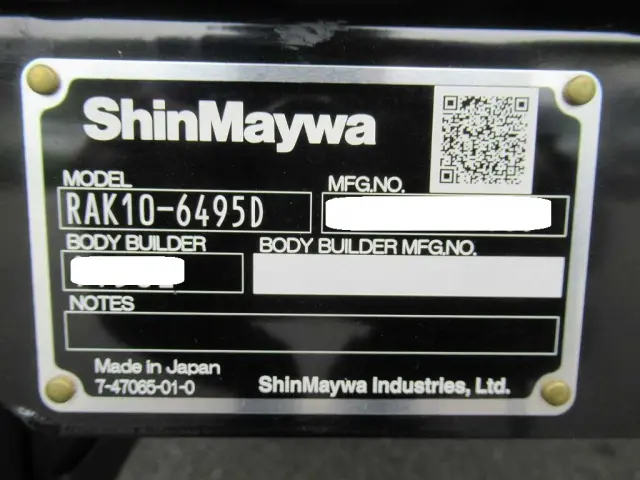 ShinMaywa
MODEL
MFG.NO.
RAK10-6495D
BODY BUILDER
BODY BUILDER MFG.NO.
NOTES
Made in Japan
7-47065-01-0
ShinMaywa Industries, Ltd.